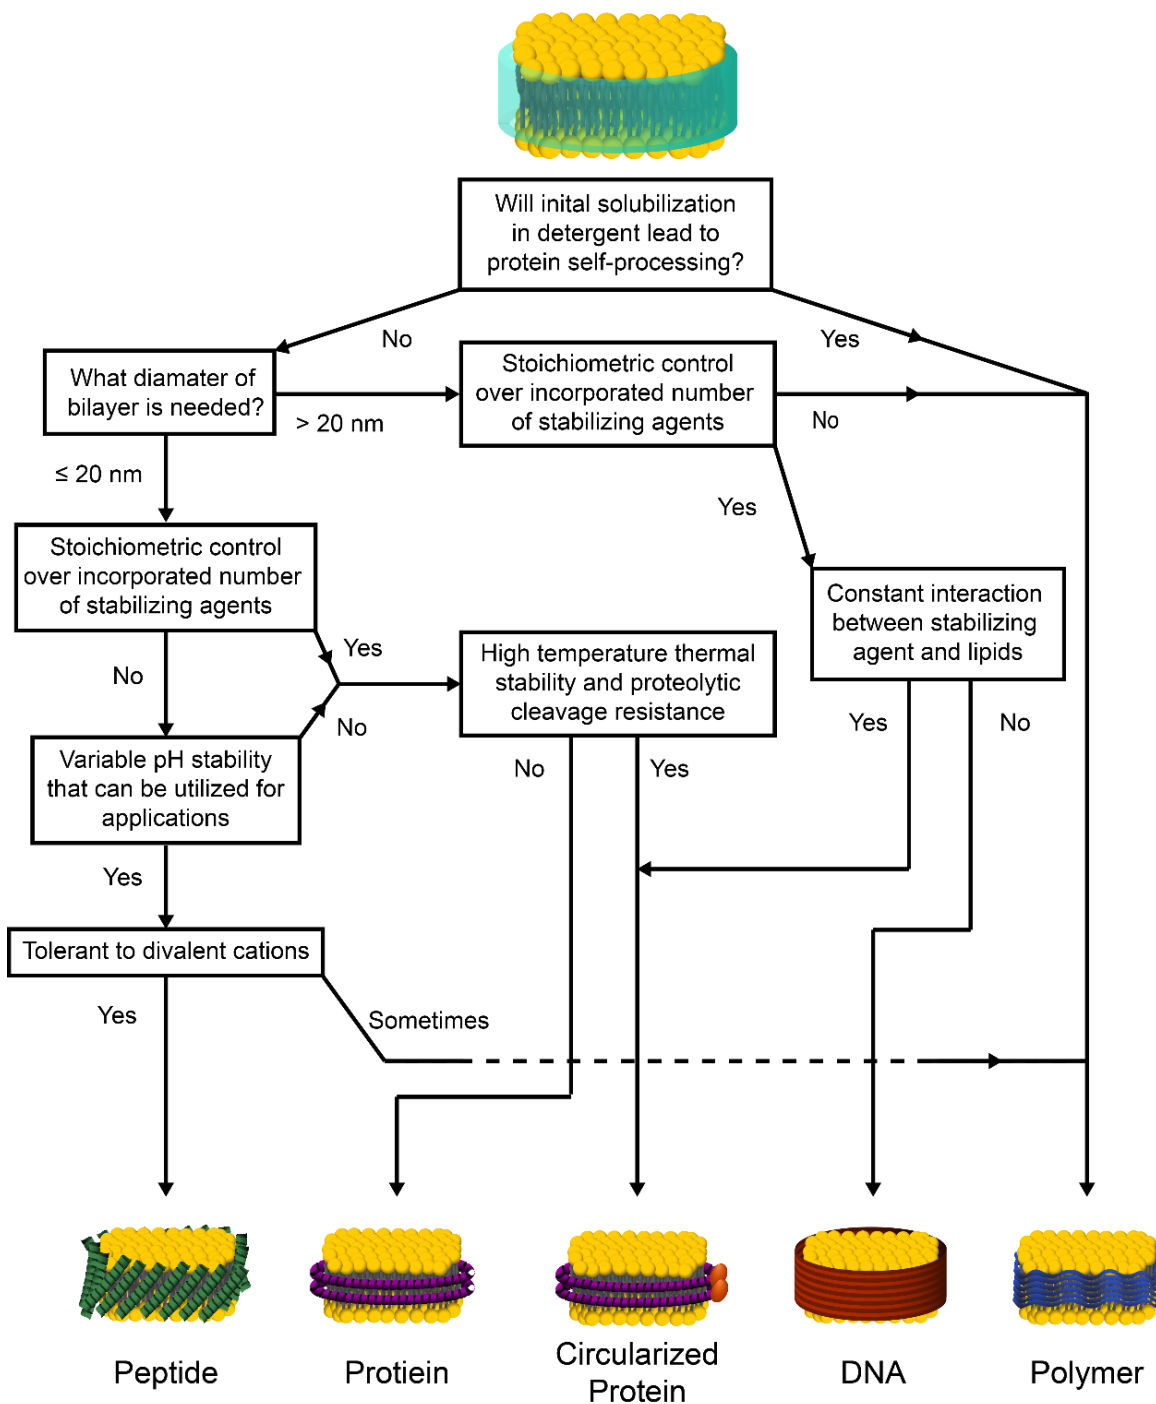 Will inital solubilization
in detergent lead to
protein self-processing?
No
Yes
What diamater of
bilayer is needed?
> 20 nm
Stoichiometric control
over incorporated number
of stabilizing agents
No
≤ 20 nm
Yes
Stoichiometric control
over incorporated number
of stabilizing agents
Constant interaction
between stabilizing
agent and lipids
Yes
No
High temperature thermal
stability and proteolytic
cleavage resistance
Yes
No
No
Variable pH stability
that can be utilized for
applications
No
Yes
Yes
Tolerant to divalent cations
Yes
Sometimes
Peptide
Protiein
Circularized
Protein
DNA
Polymer